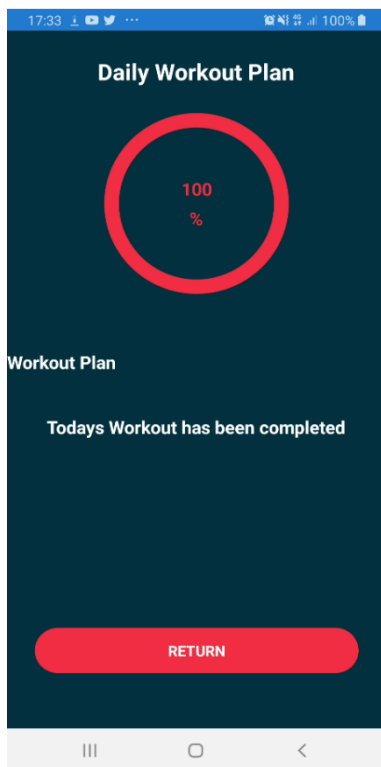 17:33 ... 100%
Daily Workout Plan
100
%
Workout Plan
Todays Workout has been completed
RETURN